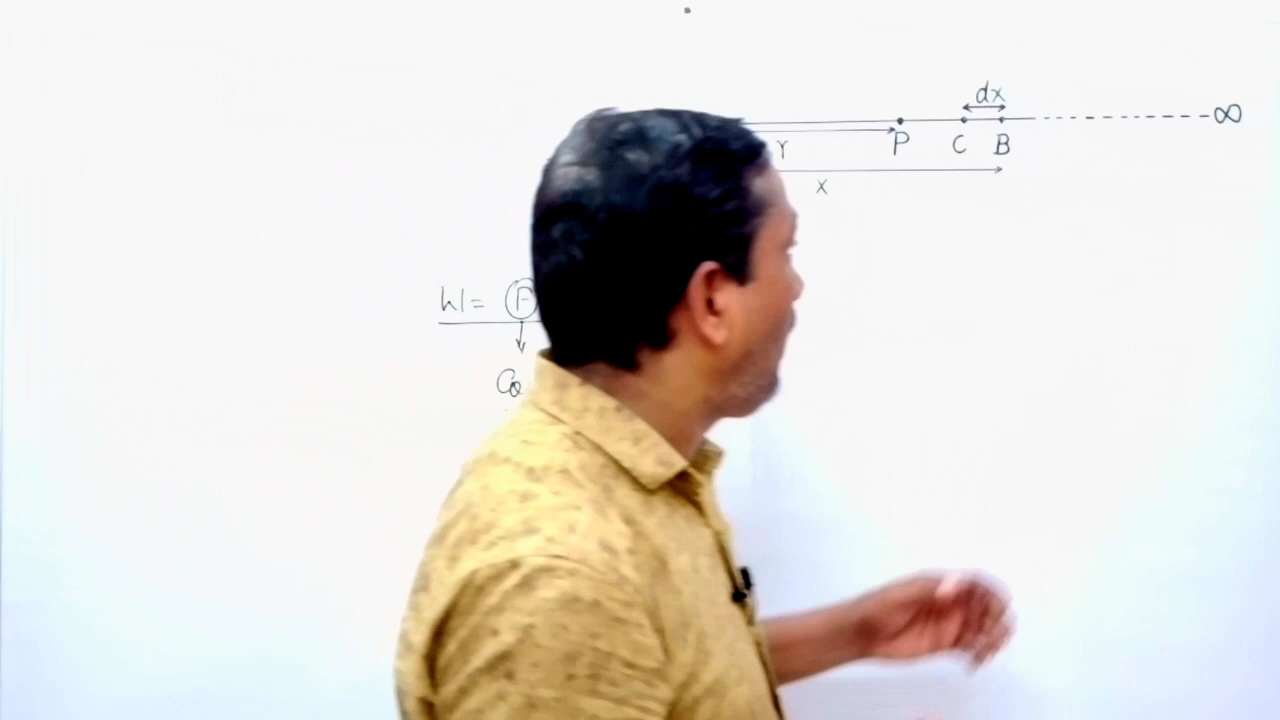 dx
∞
r P C B
x
W =